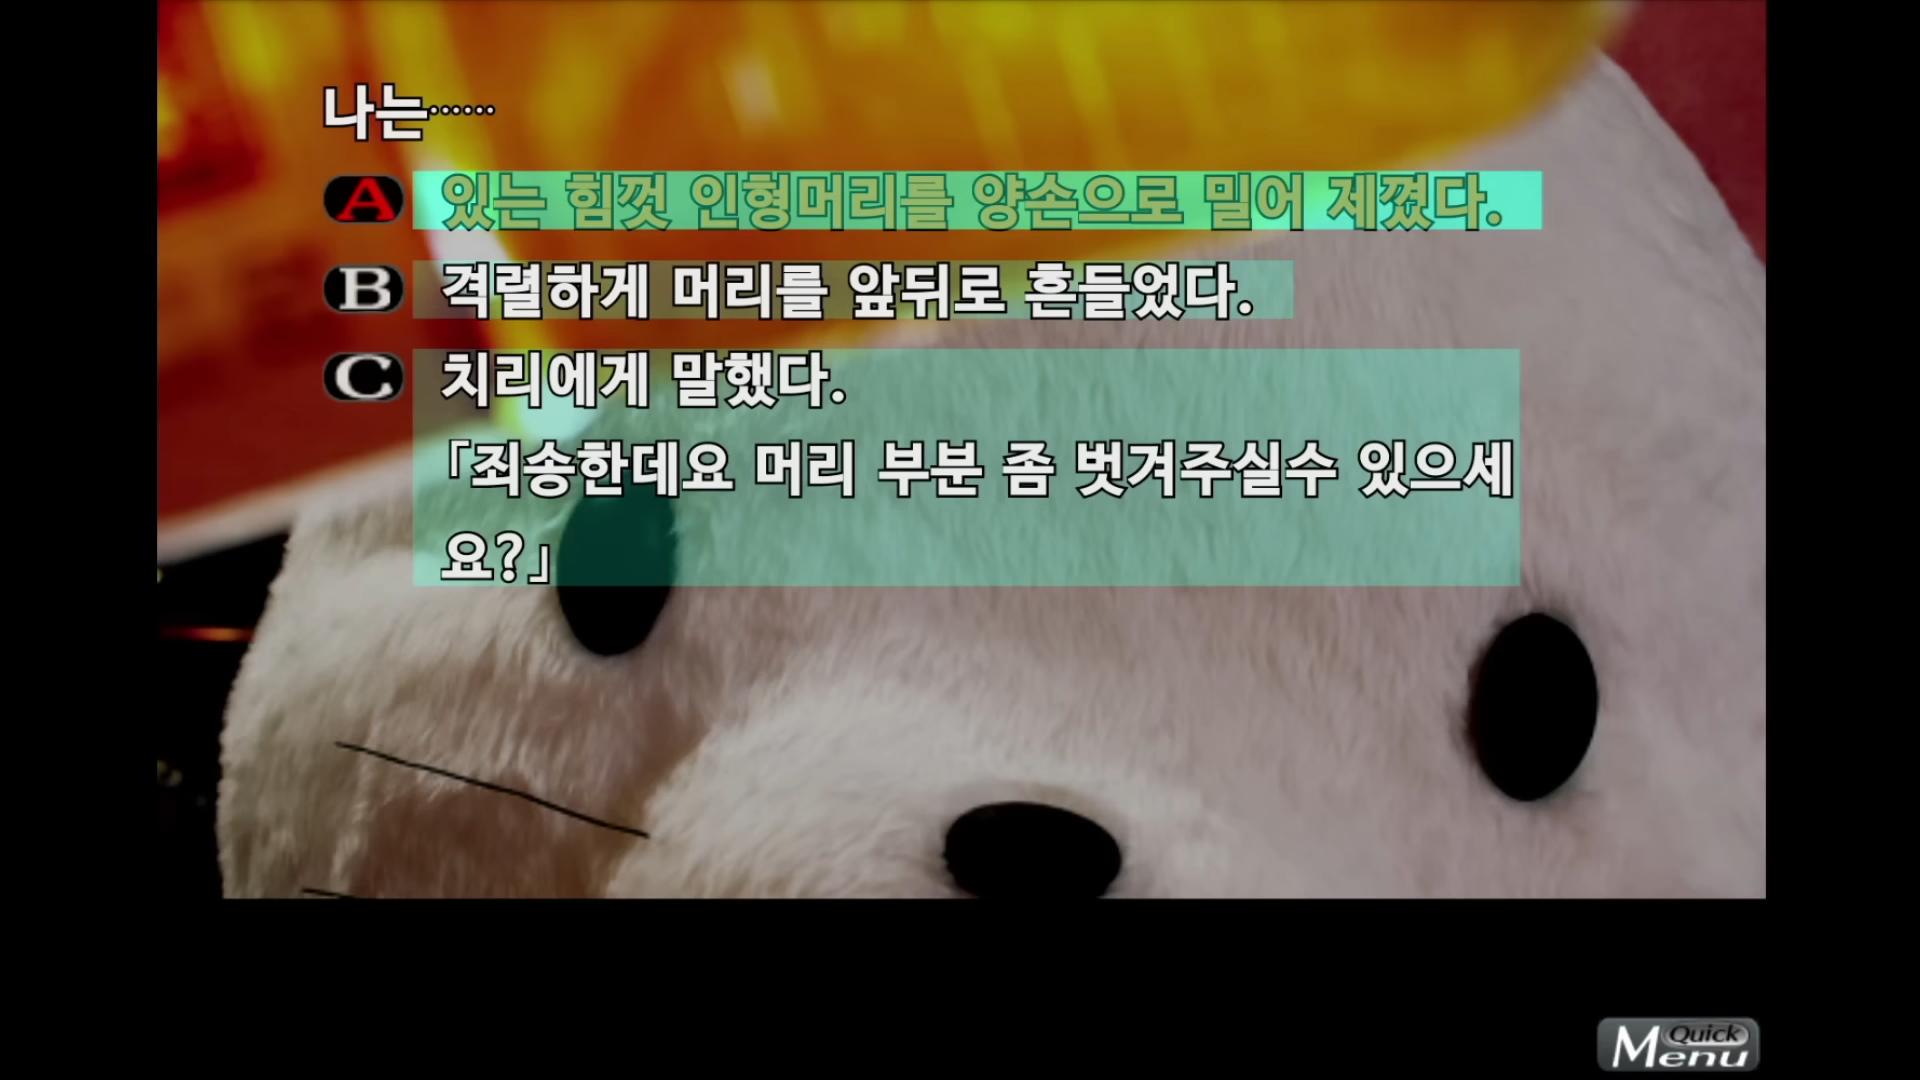 나는……
A 있는 힘껏 인형머리를 양손으로 밀어 제꼈다.
B 격렬하게 머리를 앞뒤로 흔들었다.
C 치리에게 말했다.
「죄송한데요 머리 부분 좀 벗겨주실수 있으세
요?」
Quick
Menu